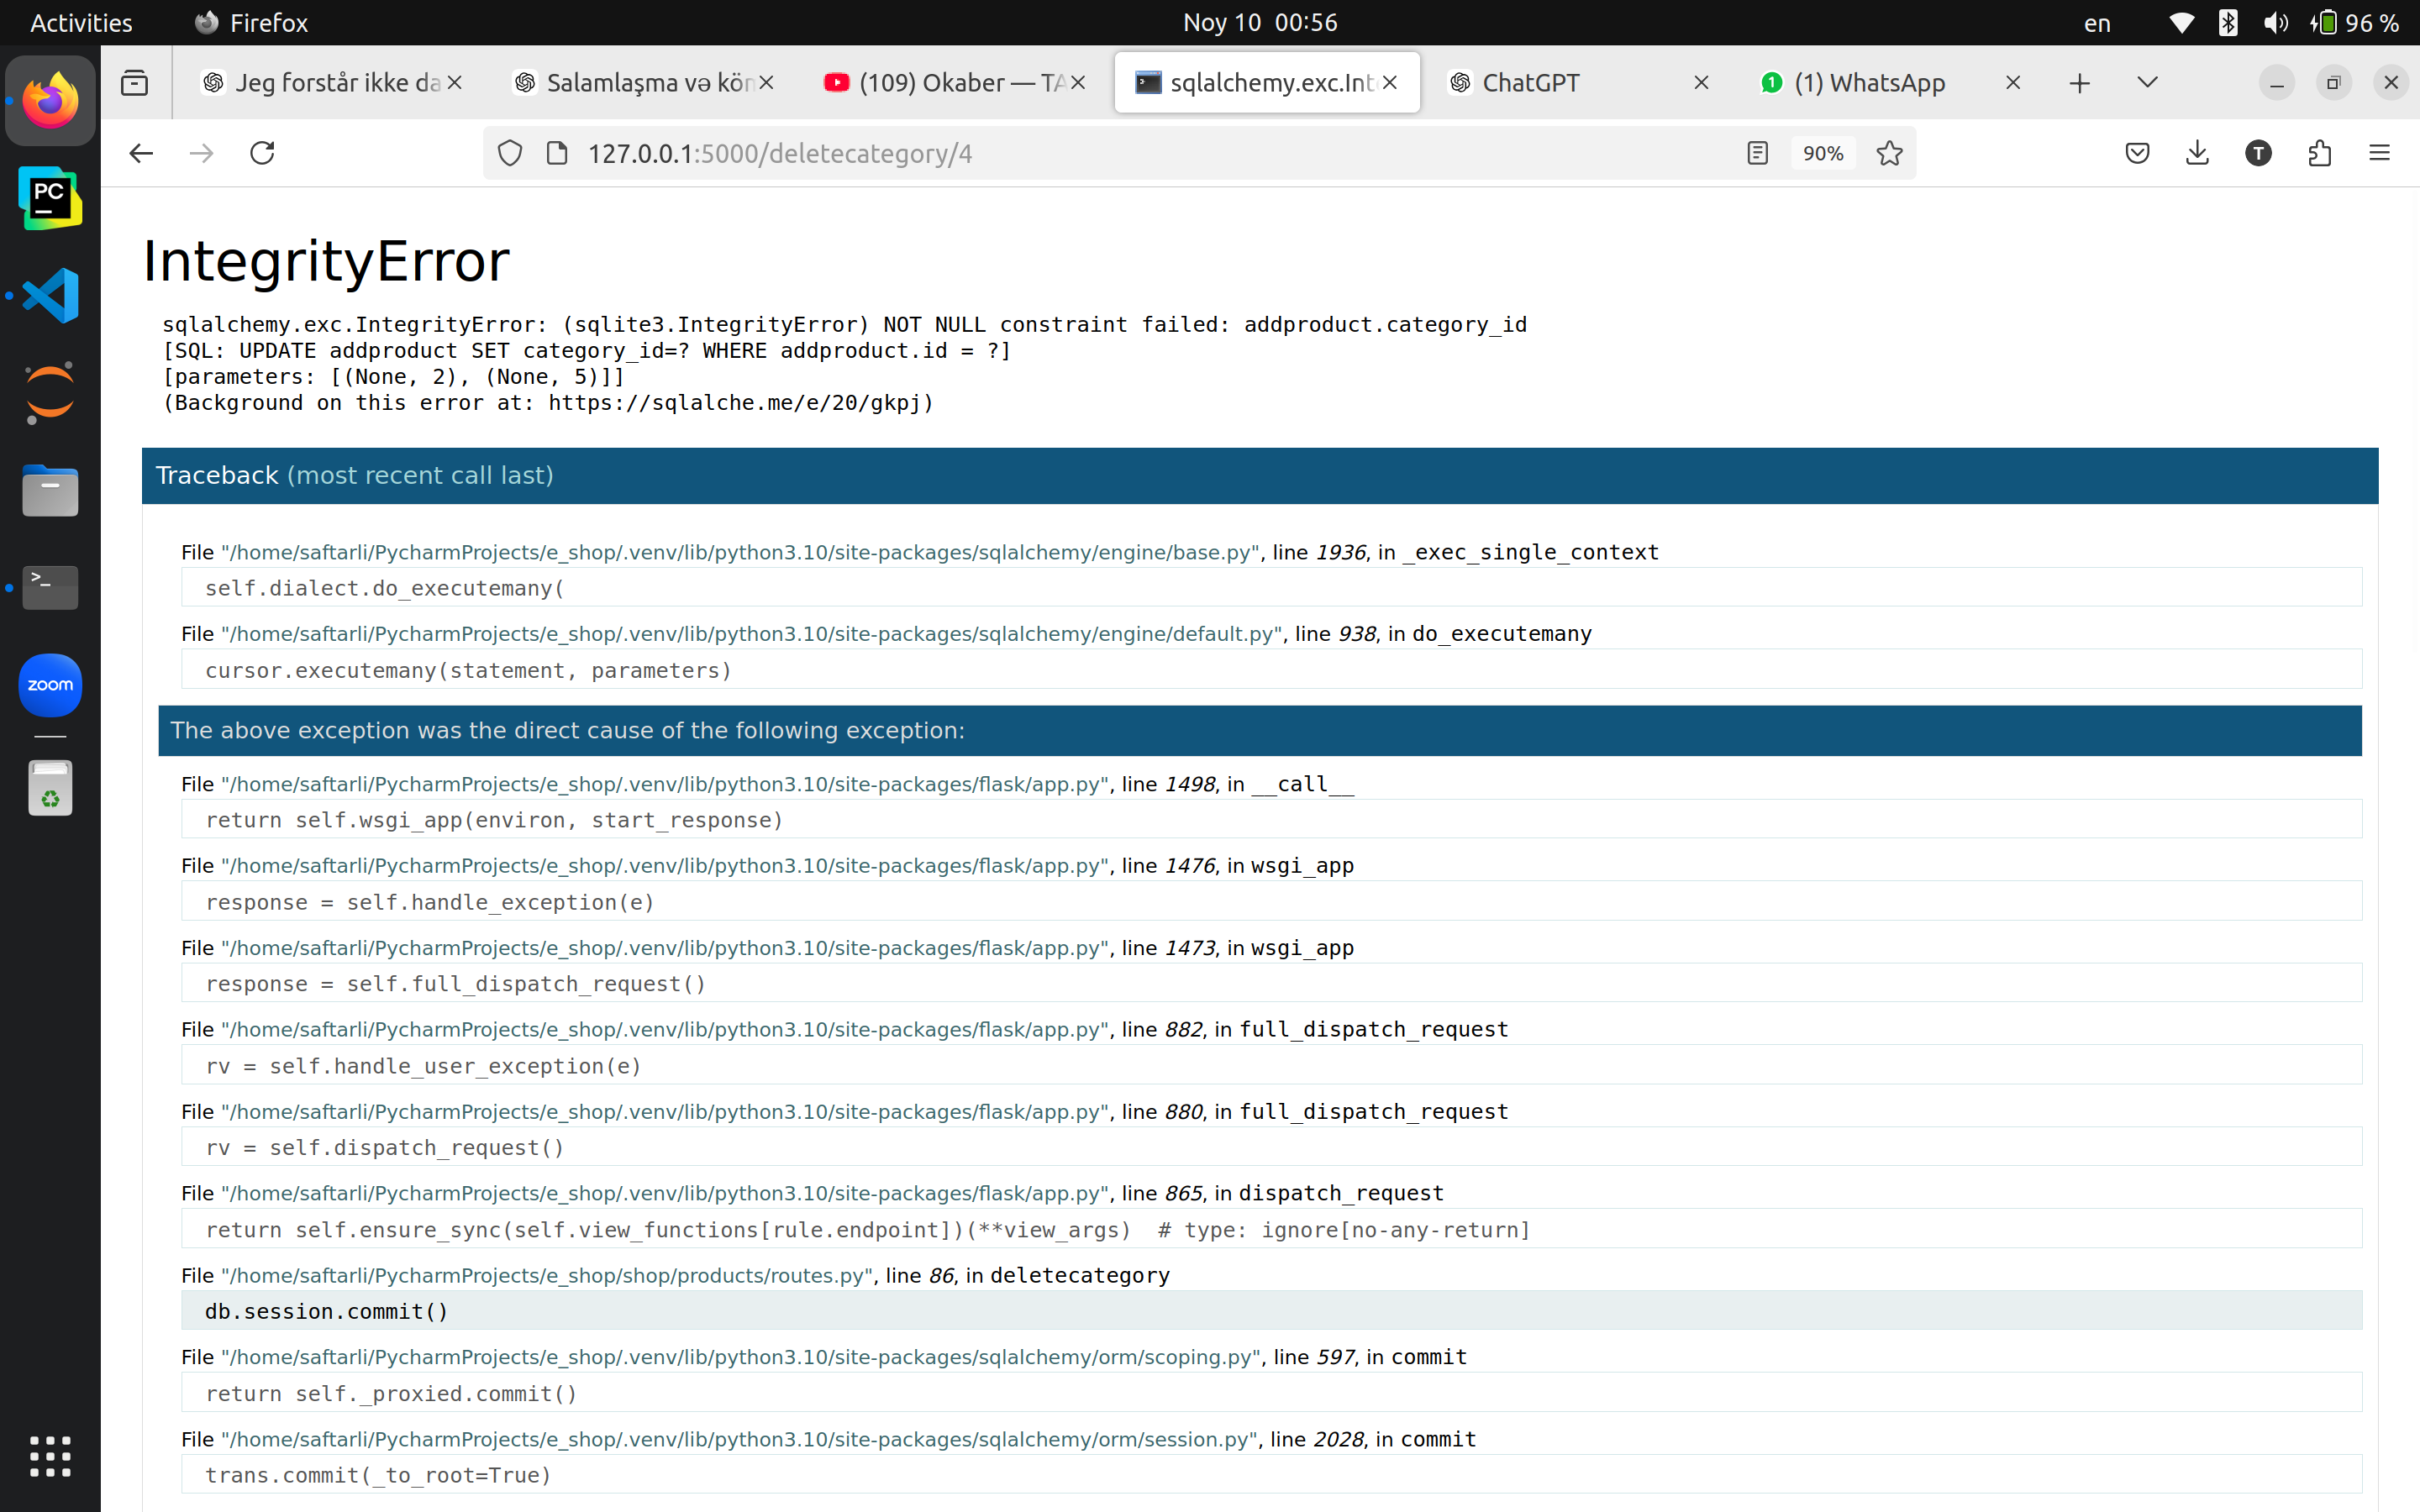 Activities
Firefox
Noy 10 00:56
en
96 %
Jeg forstår ikke da
Salamlaşma və kön
(109) Okaber — TA
sqlalchemy.exc.Int
ChatGPT
1
(1) WhatsApp
127.0.0.1:5000/deletecategory/4
90%
T
PC
zoom
IntegrityError
sqlalchemy.exc.IntegrityError: (sqlite3.IntegrityError) NOT NULL constraint failed: addproduct.category_id
[SQL: UPDATE addproduct SET category_id=? WHERE addproduct.id = ?]
[parameters: [(None, 2), (None, 5)]]
(Background on this error at: https://sqlalche.me/e/20/gkpj)
Traceback (most recent call last)
File "/home/saftarli/PycharmProjects/e_shop/.venv/lib/python3.10/site-packages/sqlalchemy/engine/base.py", line 1936, in _exec_single_context
self.dialect.do_executemany(
File "/home/saftarli/PycharmProjects/e_shop/.venv/lib/python3.10/site-packages/sqlalchemy/engine/default.py", line 938, in do_executemany
cursor.executemany(statement, parameters)
The above exception was the direct cause of the following exception:
File "/home/saftarli/PycharmProjects/e_shop/.venv/lib/python3.10/site-packages/flask/app.py", line 1498, in __call__
return self.wsgi_app(environ, start_response)
File "/home/saftarli/PycharmProjects/e_shop/.venv/lib/python3.10/site-packages/flask/app.py", line 1476, in wsgi_app
response = self.handle_exception(e)
File "/home/saftarli/PycharmProjects/e_shop/.venv/lib/python3.10/site-packages/flask/app.py", line 1473, in wsgi_app
response = self.full_dispatch_request()
File "/home/saftarli/PycharmProjects/e_shop/.venv/lib/python3.10/site-packages/flask/app.py", line 882, in full_dispatch_request
rv = self.handle_user_exception(e)
File "/home/saftarli/PycharmProjects/e_shop/.venv/lib/python3.10/site-packages/flask/app.py", line 880, in full_dispatch_request
rv = self.dispatch_request()
File "/home/saftarli/PycharmProjects/e_shop/.venv/lib/python3.10/site-packages/flask/app.py", line 865, in dispatch_request
return self.ensure_sync(self.view_functions[rule.endpoint])(**view_args)  # type: ignore[no-any-return]
File "/home/saftarli/PycharmProjects/e_shop/shop/products/routes.py", line 86, in deletecategory
db.session.commit()
File "/home/saftarli/PycharmProjects/e_shop/.venv/lib/python3.10/site-packages/sqlalchemy/orm/scoping.py", line 597, in commit
return self._proxied.commit()
File "/home/saftarli/PycharmProjects/e_shop/.venv/lib/python3.10/site-packages/sqlalchemy/orm/session.py", line 2028, in commit
trans.commit(_to_root=True)